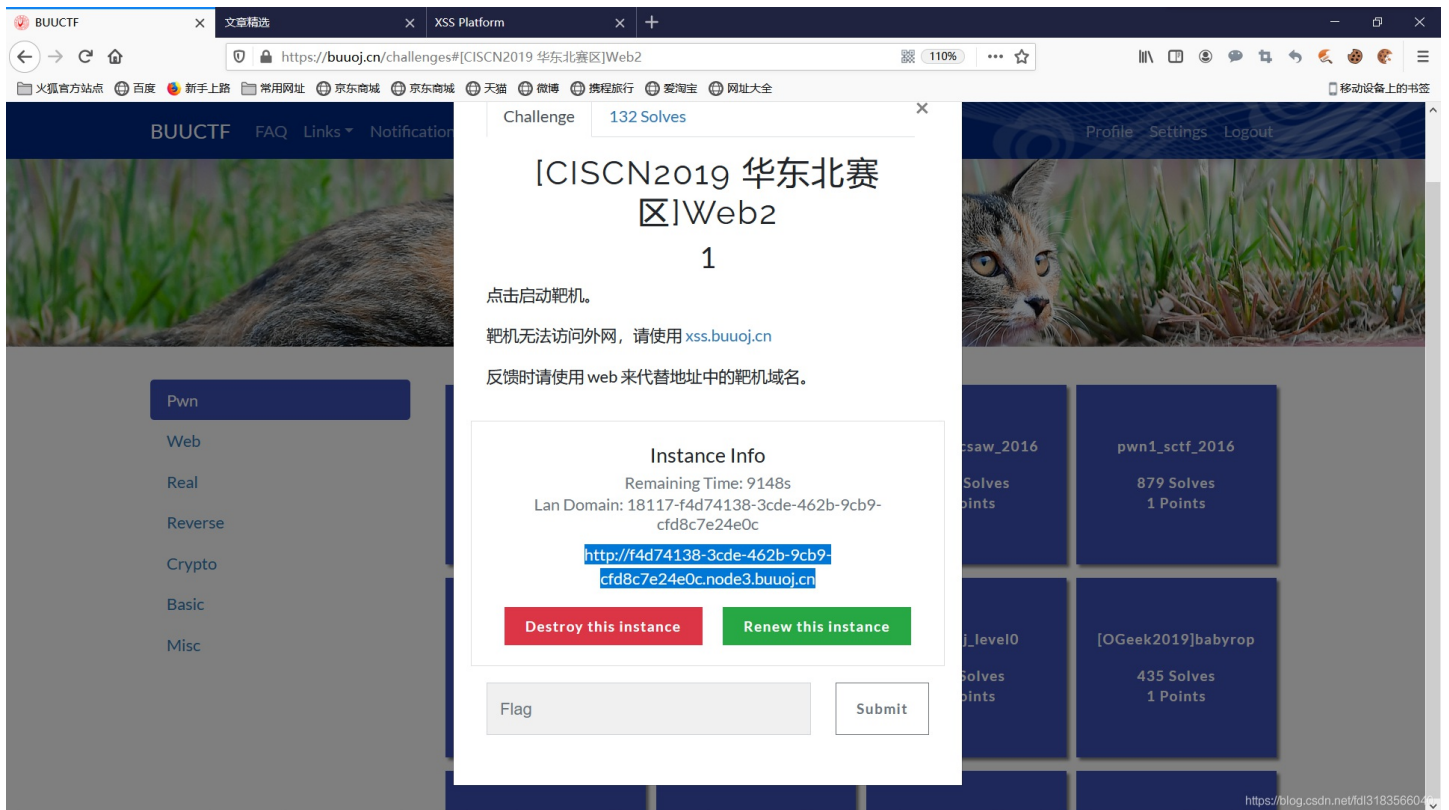 BUUCTF
文章精选
XSS Platform
https://buuoj.cn/challenges#[CISCN2019 华东北赛区]Web2
110%
火狐官方站点
百度
新手上路
常用网址
京东商城
京东商城
天猫
微博
携程旅行
爱淘宝
网址大全
移动设备上的书签
BUUCTF
FAQ
Links
Notification
Profile
Settings
Logout
Challenge
132 Solves
[CISCN2019 华东北赛
区]Web2
1
点击启动靶机。
靶机无法访问外网，请使用 xss.buuoj.cn
反馈时请使用 web 来代替地址中的靶机域名。
Instance Info
Remaining Time: 9148s
Lan Domain: 18117-f4d74138-3cde-462b-9cb9-
cfd8c7e24e0c
http://f4d74138-3cde-462b-9cb9-
cfd8c7e24e0c.node3.buuoj.cn
Destroy this instance
Renew this instance
Flag
Submit
Pwn
Web
Real
Reverse
Crypto
Basic
Misc
csaw_2016
Solves
oints
pwn1_sctf_2016
879 Solves
1 Points
j_level0
Solves
oints
[OGeek2019]babyrop
435 Solves
1 Points